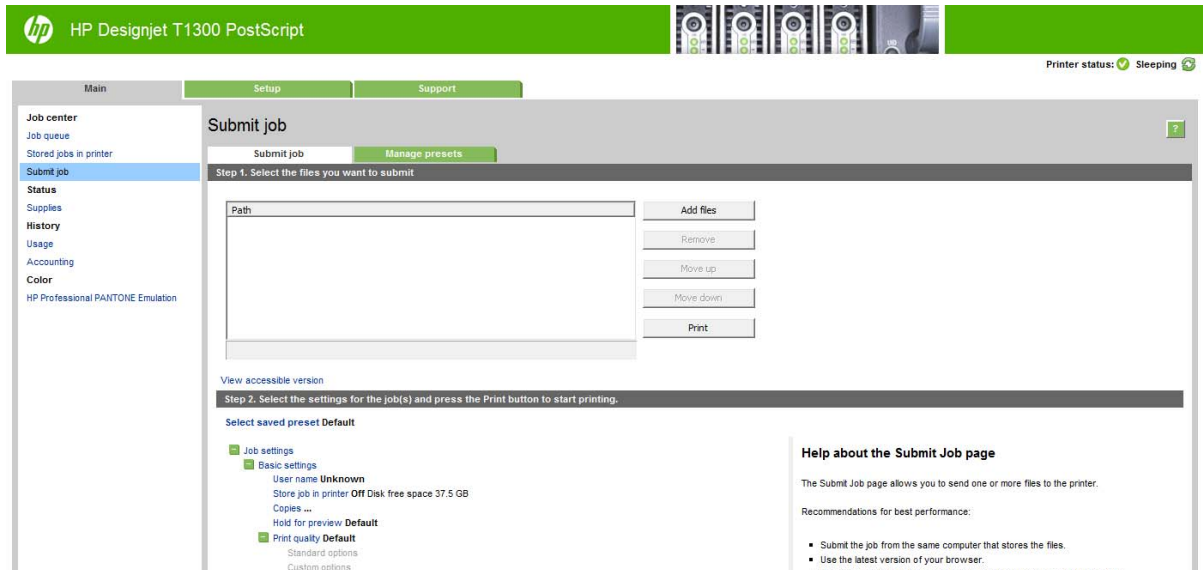 hp HP Designjet T1300 PostScript
Printer status: Sleeping
Main Setup Support
Job center
Job queue
Stored jobs in printer
Submit job
Status
Supplies
History
Usage
Accounting
Color
HP Professional PANTONE Emulation
Submit job
?
Submit job Manage presets
Step 1. Select the files you want to submit
Path
Add files
Remove
Move up
Move down
Print
View accessible version
Step 2. Select the settings for the job(s) and press the Print button to start printing.
Select saved preset Default
Job settings
Basic settings
User name Unknown
Store job in printer Off Disk free space 37.5 GB
Copies ...
Hold for preview Default
Print quality Default
Standard options
Custom options
Help about the Submit Job page
The Submit Job page allows you to send one or more files to the printer.
Recommendations for best performance:
Submit the job from the same computer that stores the files.
Use the latest version of your browser.